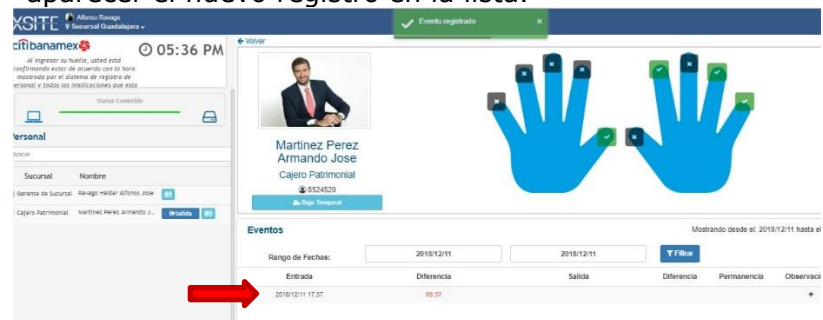 aparecer el nuevo registro en la lista.
XSITE
Alfonso Ravago
Sucursal Guadalajara
Evento registrado
×
citibanamex
05:36 PM
Al ingresar su huella, usted está
confirmando estar de acuerdo con la hora
mostrada por el sistema de registro de
personal y todas las implicaciones que esta
Status Conexión
Personal
Buscar
Sucursal Nombre
Gerente de Sucursal Ravago Haldar Alfonso Jose
Cajero Patrimonial Martinez Perez Armando J... Salida
Volver
Martinez Perez
Armando Jose
Cajero Patrimonial
8524520
Baja Temporal
Eventos
Mostrando desde el: 2018/12/11 hasta el
Rango de Fechas: 2018/12/11 2018/12/11 Filtrar
Entrada Diferencia Salida Diferencia Permanencia Observaci
2018/12/11 17:37 09:37 +